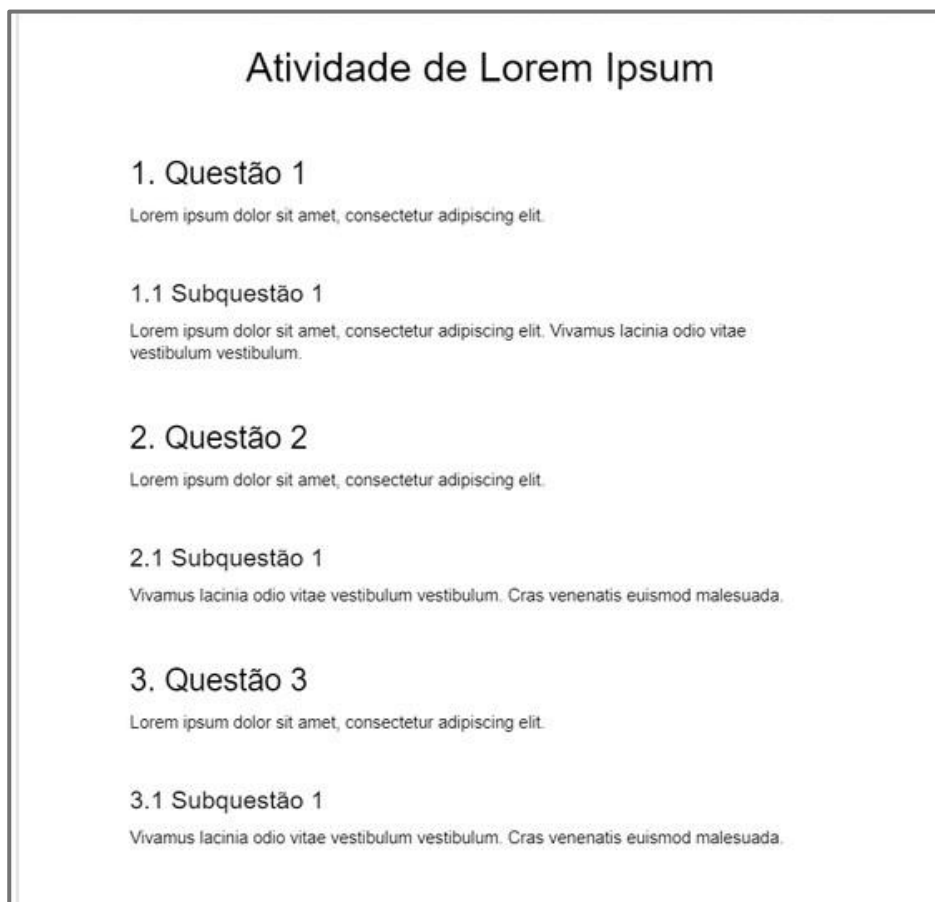 Atividade de Lorem Ipsum
1. Questão 1
Lorem ipsum dolor sit amet, consectetur adipiscing elit.
1.1 Subquestão 1
Lorem ipsum dolor sit amet, consectetur adipiscing elit. Vivamus lacinia odio vitae
vestibulum vestibulum.
2. Questão 2
Lorem ipsum dolor sit amet, consectetur adipiscing elit.
2.1 Subquestão 1
Vivamus lacinia odio vitae vestibulum vestibulum. Cras venenatis euismod malesuada.
3. Questão 3
Lorem ipsum dolor sit amet, consectetur adipiscing elit.
3.1 Subquestão 1
Vivamus lacinia odio vitae vestibulum vestibulum. Cras venenatis euismod malesuada.